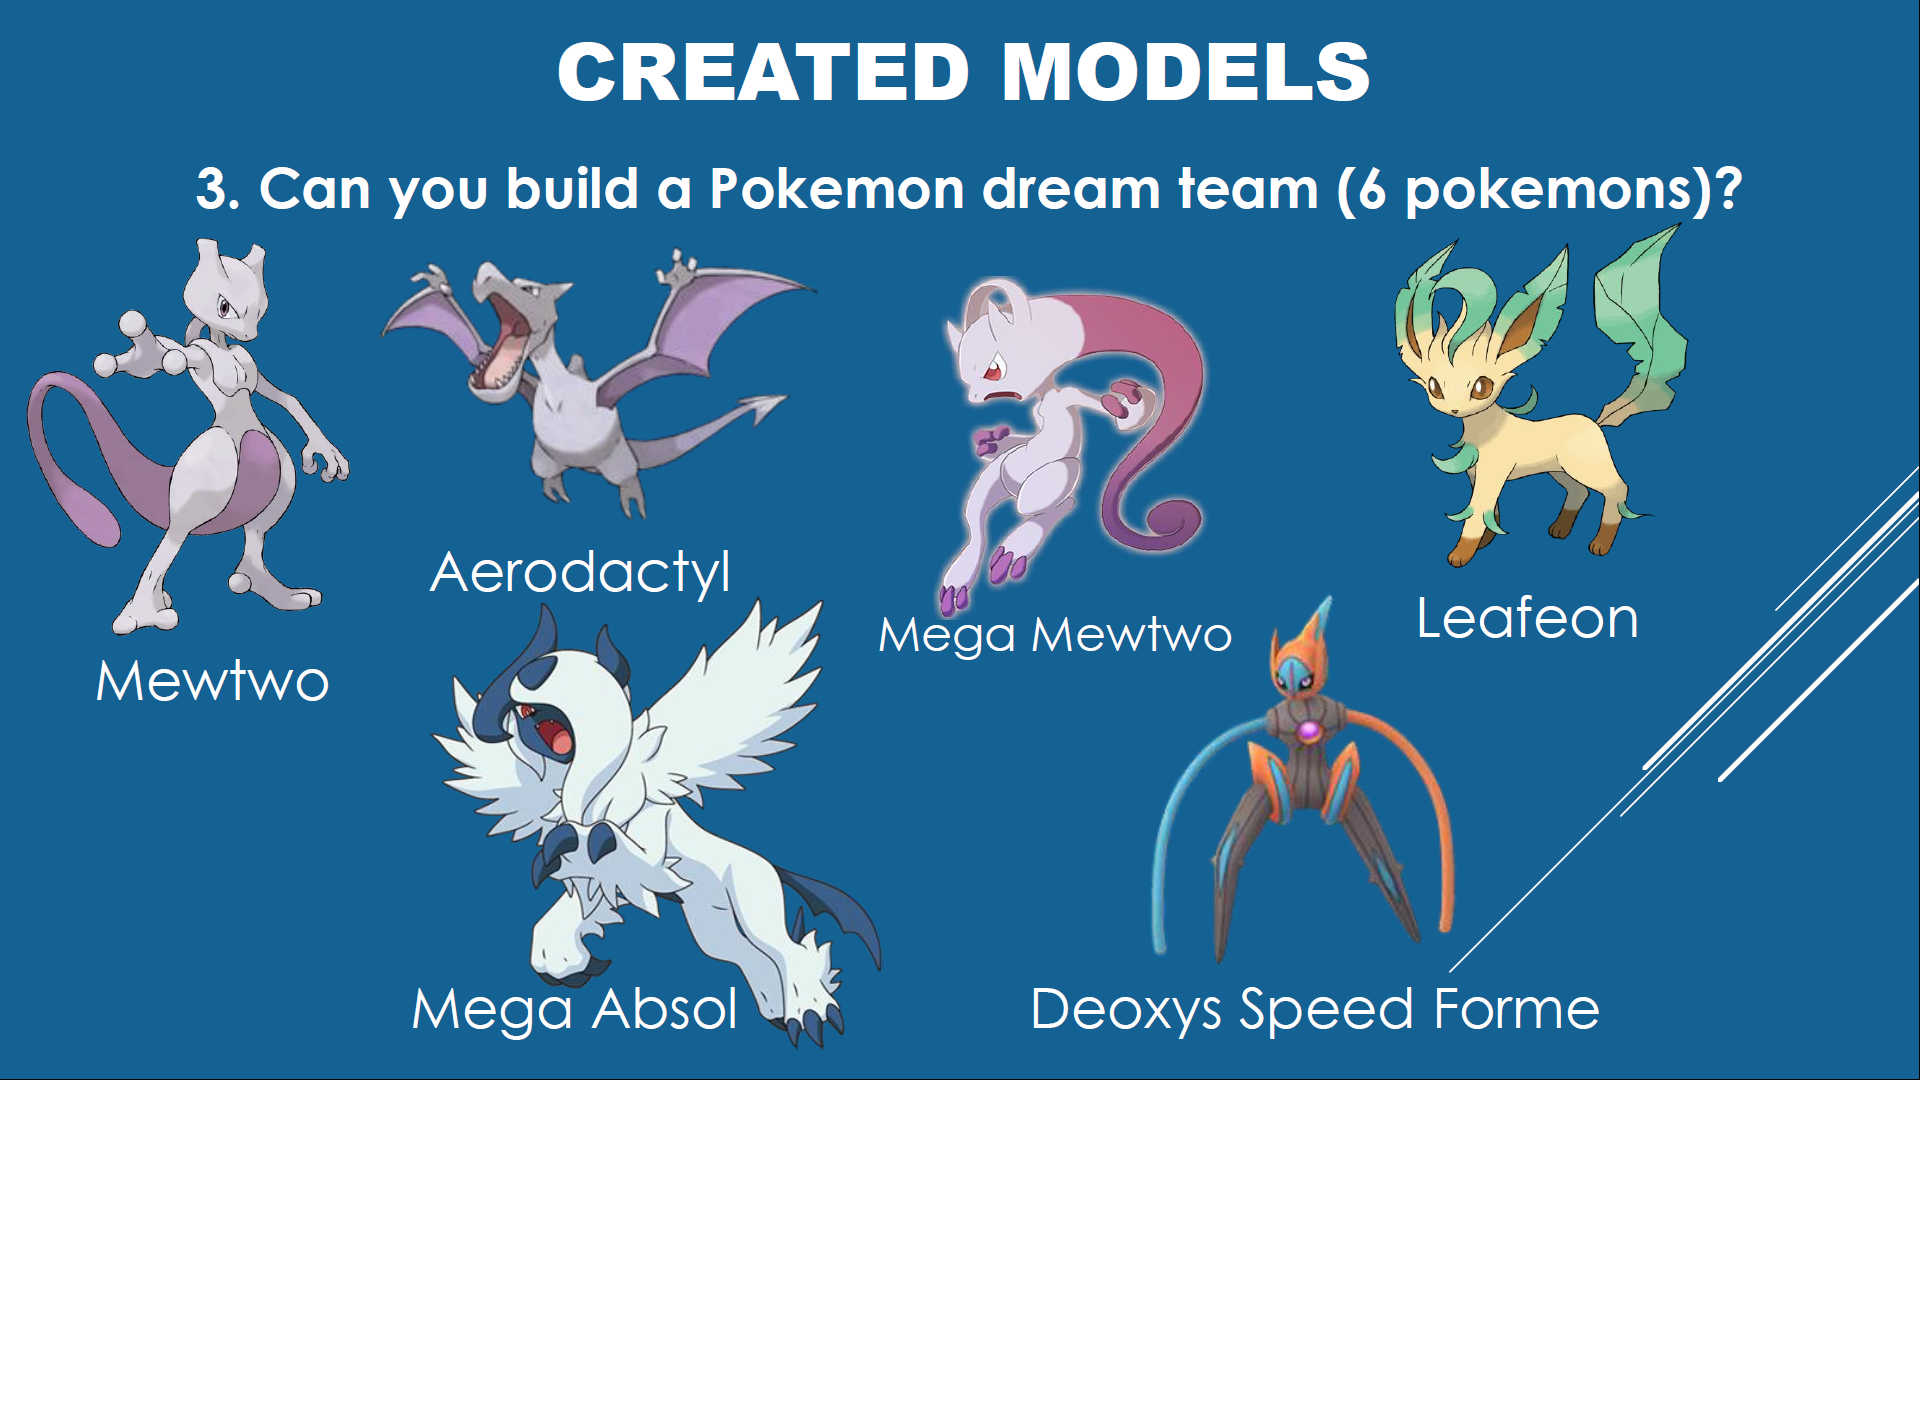 CREATED MODELS
3. Can you build a Pokemon dream team (6 pokemons)?
Mewtwo
Aerodactyl
Mega Mewtwo
Leafeon
Mega Absol
Deoxys Speed Forme